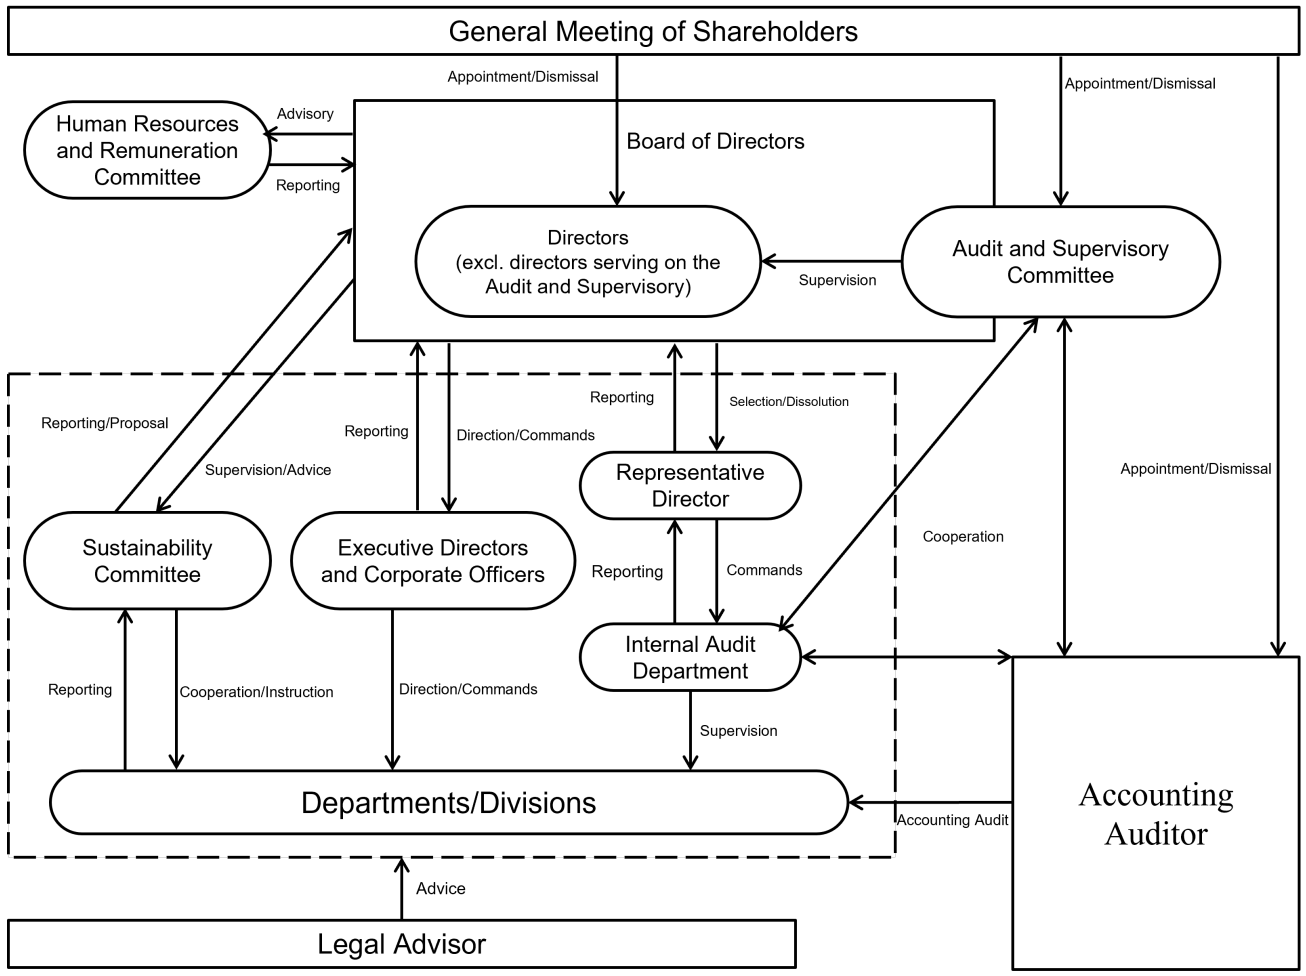 General Meeting of Shareholders
Appointment/Dismissal
Appointment/Dismissal
Advisory
Human Resources
and Remuneration
Committee
Board of Directors
Reporting
Directors
(excl. directors serving on the
Audit and Supervisory)
Audit and Supervisory
Committee
Supervision
Reporting/Proposal
Supervision/Advice
Reporting
Direction/Commands
Reporting
Selection/Dissolution
Representative
Director
Appointment/Dismissal
Sustainability
Committee
Executive Directors
and Corporate Officers
Reporting
Commands
Cooperation
Internal Audit
Department
Reporting
Cooperation/Instruction
Direction/Commands
Supervision
Departments/Divisions
Accounting Audit
Accounting
Auditor
Advice
Legal Advisor